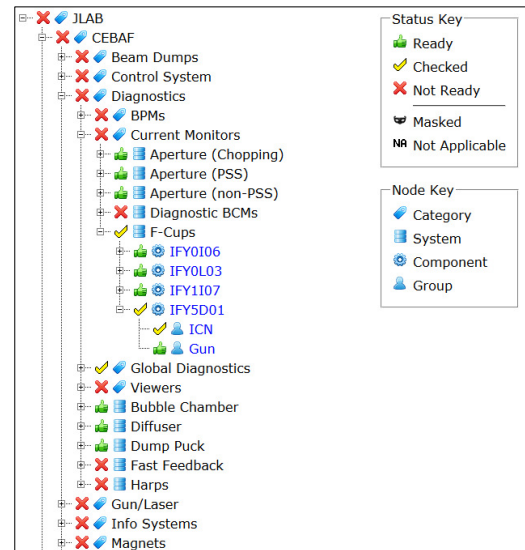 JLAB
CEBAF
Beam Dumps
Control System
Diagnostics
BPMs
Current Monitors
Aperture (Chopping)
Aperture (PSS)
Aperture (non-PSS)
Diagnostic BCMs
F-Cups
IFY0I06
IFY0L03
IFY1I07
IFY5D01
ICN
Gun
Global Diagnostics
Viewers
Bubble Chamber
Diffuser
Dump Puck
Fast Feedback
Harps
Gun/Laser
Info Systems
Magnets
Status Key
Ready
Checked
Not Ready
Masked
NA Not Applicable
Node Key
Category
System
Component
Group